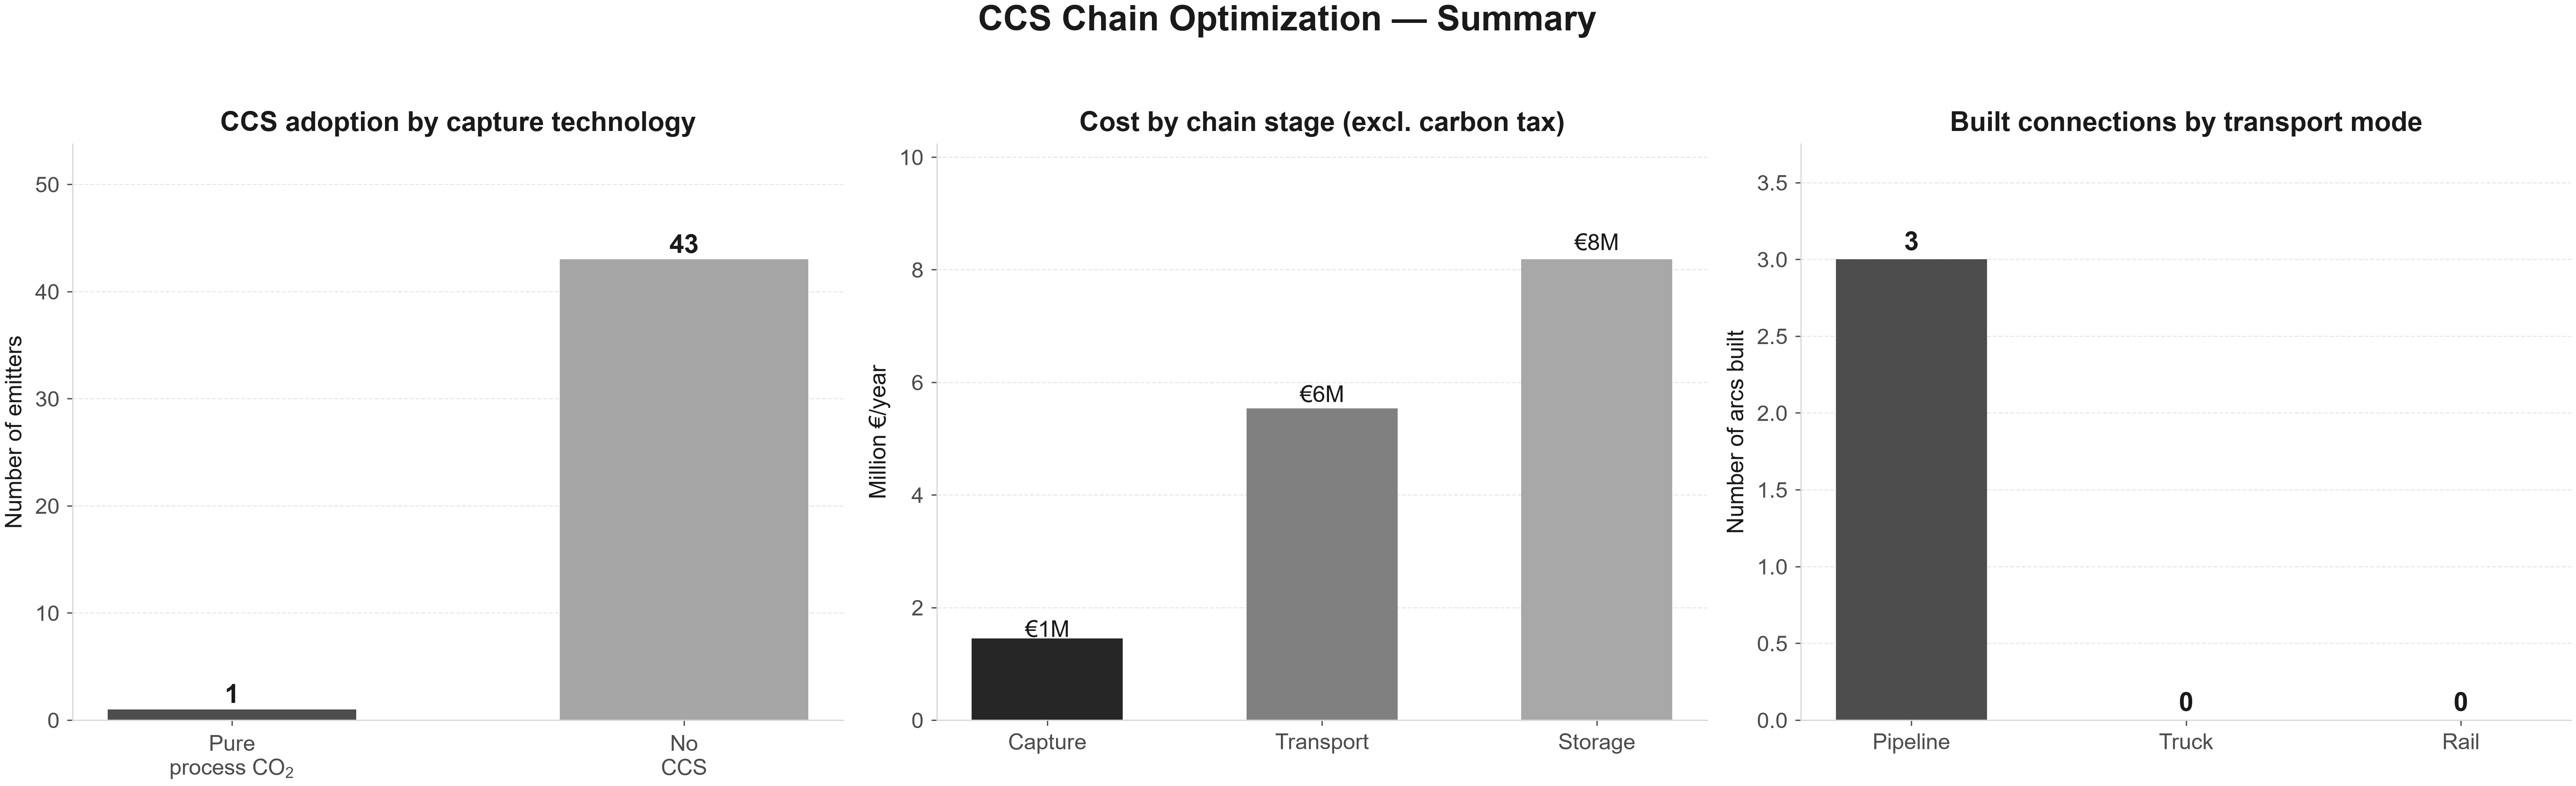 CCS Chain Optimization — Summary
CCS adoption by capture technology
Number of emitters
50
40
30
20
10
0
1
43
Pure
process CO₂
No
CCS
Cost by chain stage (excl. carbon tax)
Million €/year
10
8
6
4
2
0
€1M
€6M
€8M
Capture
Transport
Storage
Built connections by transport mode
Number of arcs built
3.5
3.0
2.5
2.0
1.5
1.0
0.5
0.0
3
0
0
Pipeline
Truck
Rail